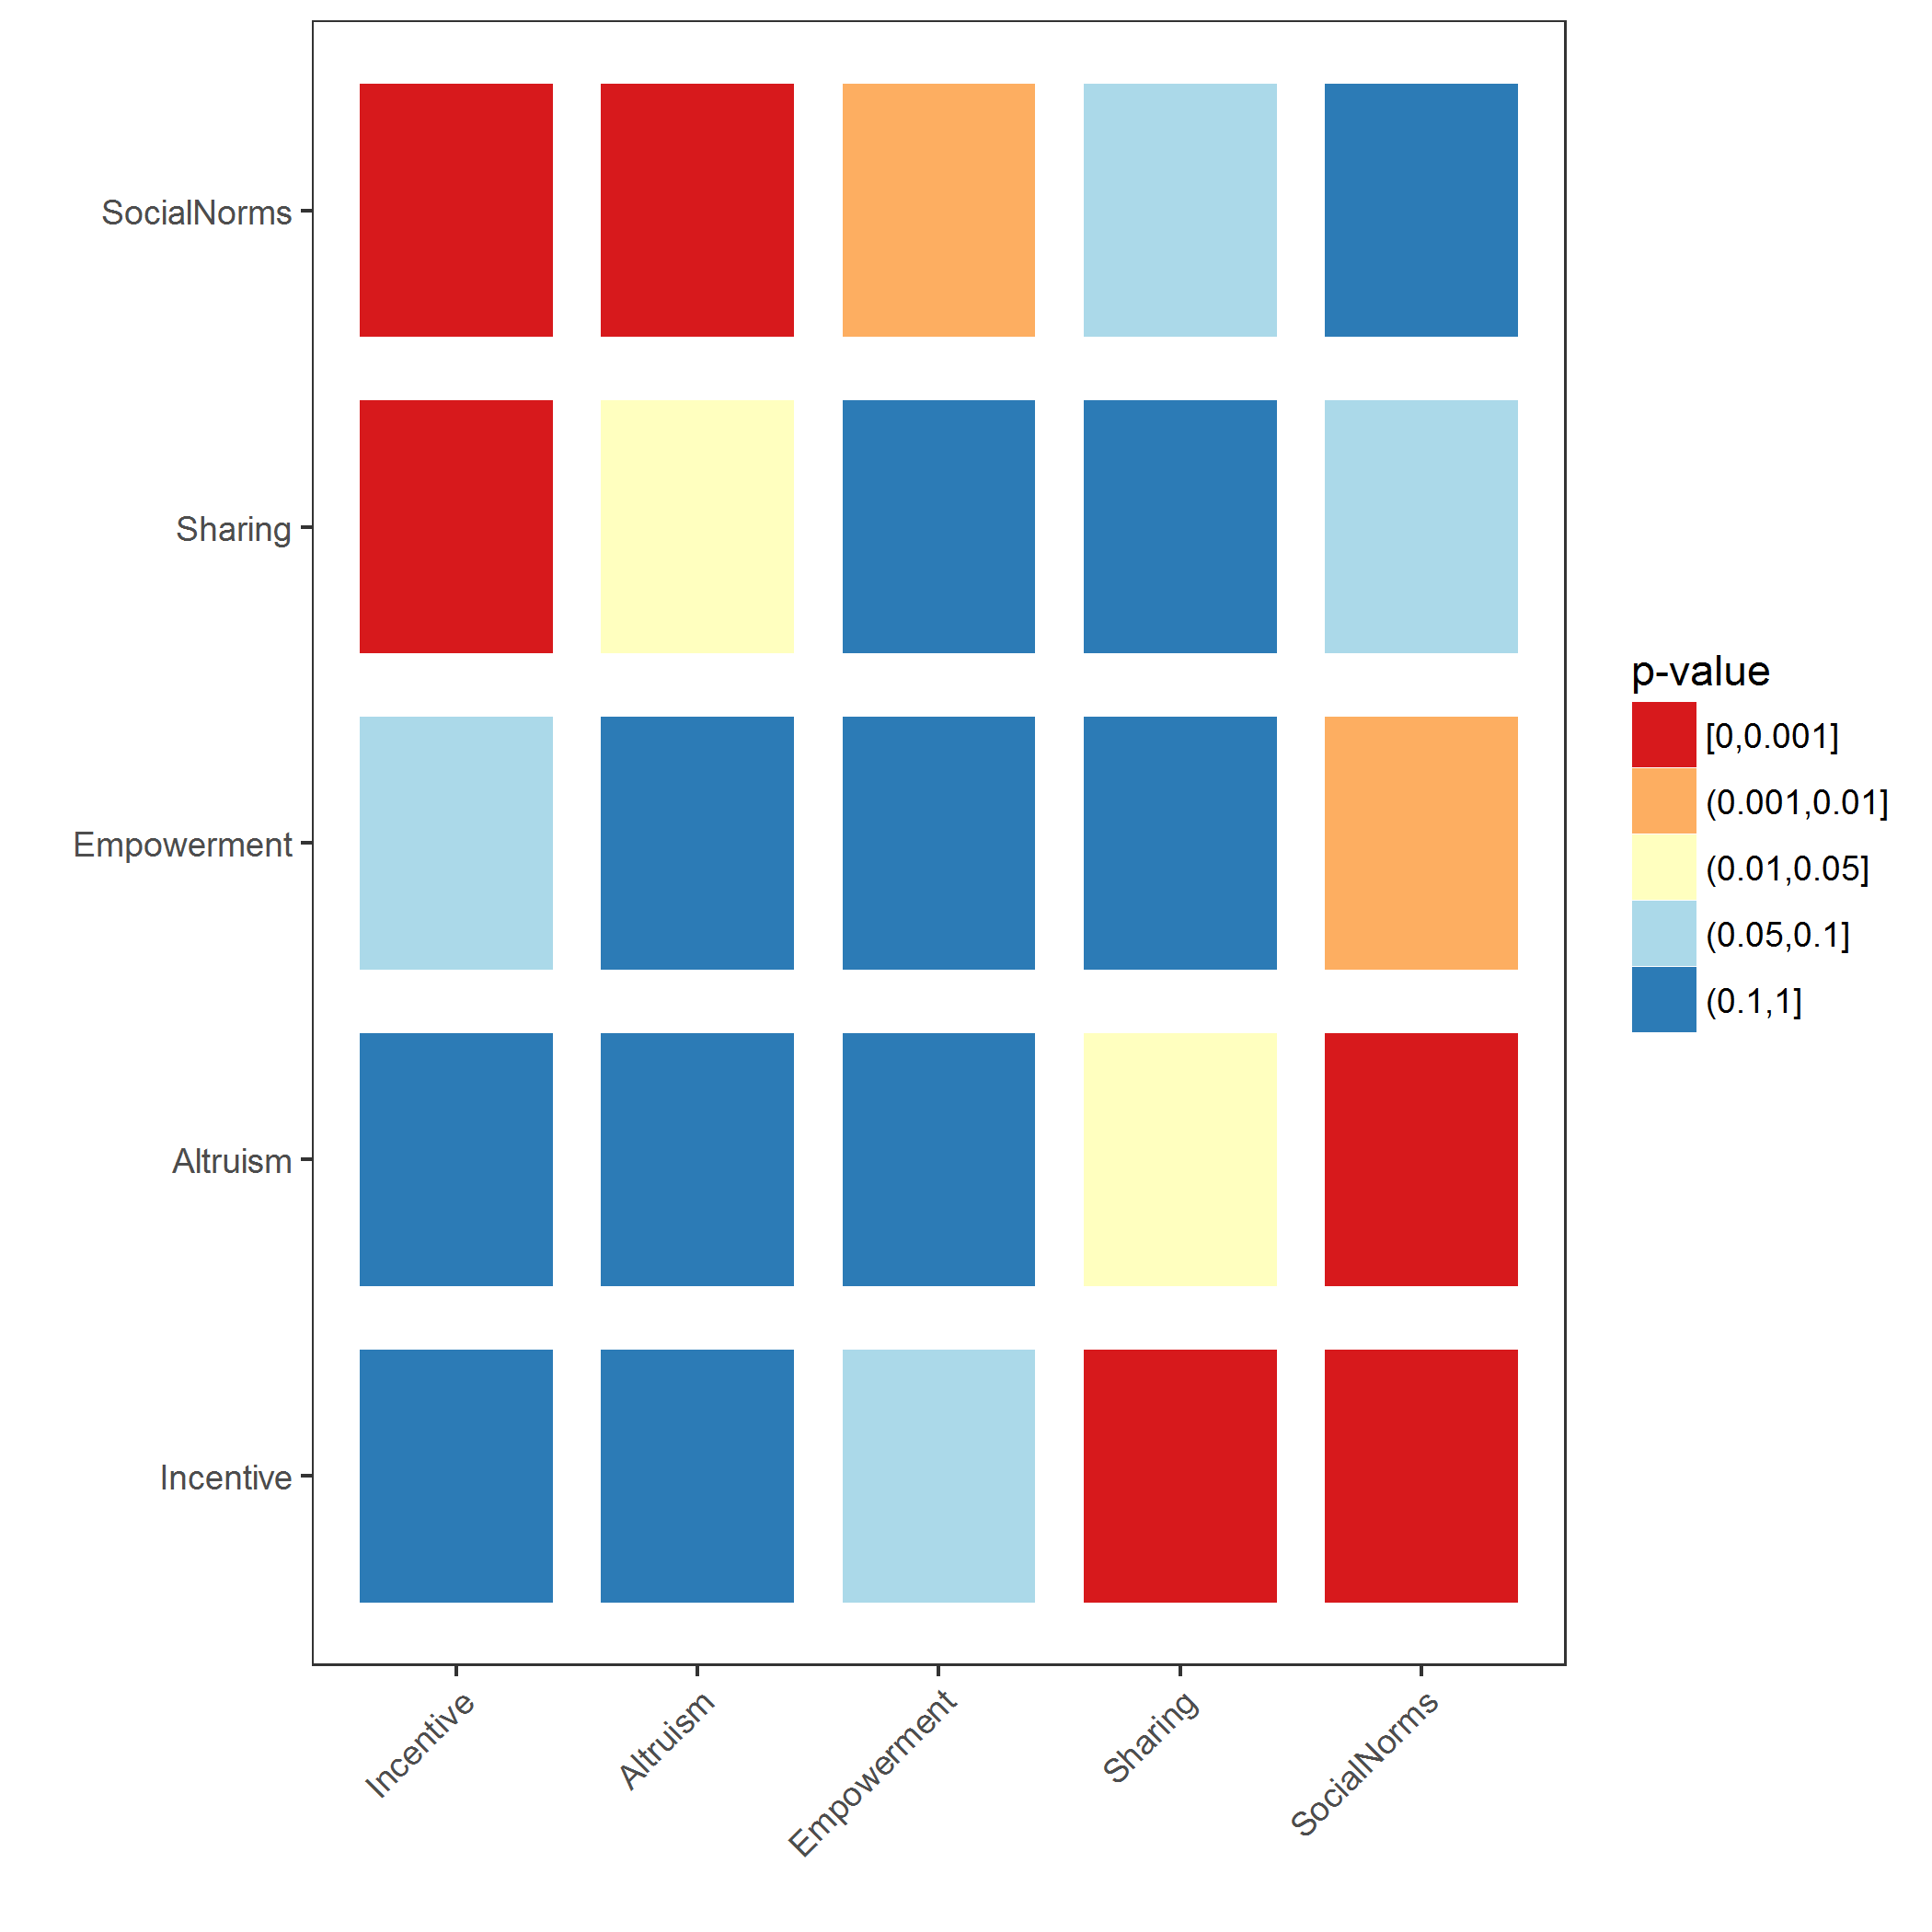 SocialNorms
Sharing
Empowerment
Altruism
Incentive
Incentive
Altruism
Empowerment
Sharing
SocialNorms
p-value
[0,0.001]
(0.001,0.01]
(0.01,0.05]
(0.05,0.1]
(0.1,1]